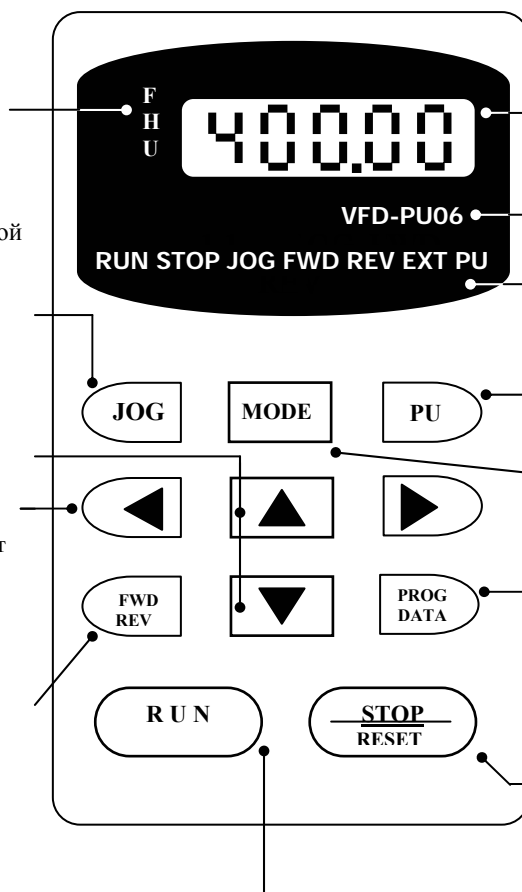 F
H
U
400.00
VFD-PU06
RUN STOP JOG FWD REV EXT PU
ой
JOG MODE PU
т
FWD
REV
PROG
DATA
RUN
STOP
RESET